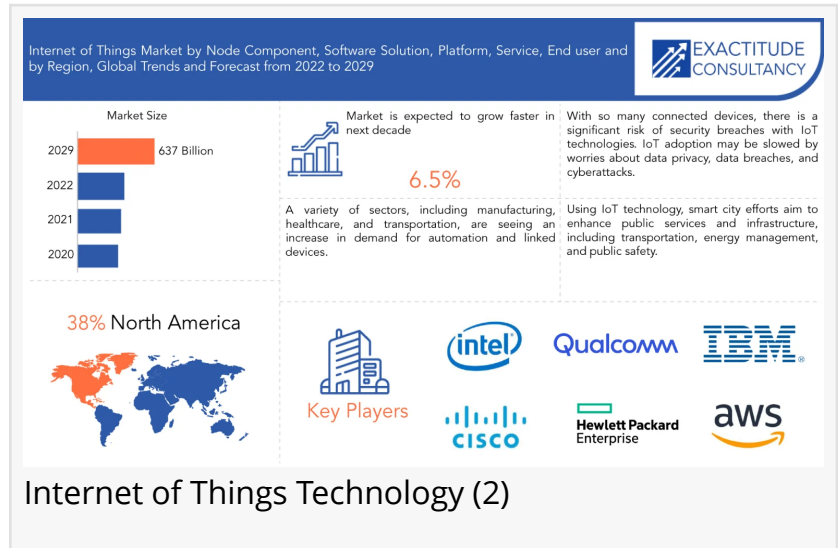 Internet of Things Market by Node Component, Software Solution, Platform, Service, End user and
by Region, Global Trends and Forecast from 2022 to 2029
EXACTITUDE
CONSULTANCY
Market Size
2029
637 Billion
2022
2021
2020
Market is expected to grow faster in
next decade
6.5%
With so many connected devices, there is a
significant risk of security breaches with IoT
technologies. IoT adoption may be slowed by
worries about data privacy, data breaches, and
cyberattacks.
A variety of sectors, including manufacturing,
healthcare, and transportation, are seeing an
increase in demand for automation and linked
devices.
Using IoT technology, smart city efforts aim to
enhance public services and infrastructure,
including transportation, energy management,
and public safety.
38% North America
Key Players
intel
Qualcomm
IBM
CISCO
Hewlett Packard
Enterprise
aws
Internet of Things Technology (2)